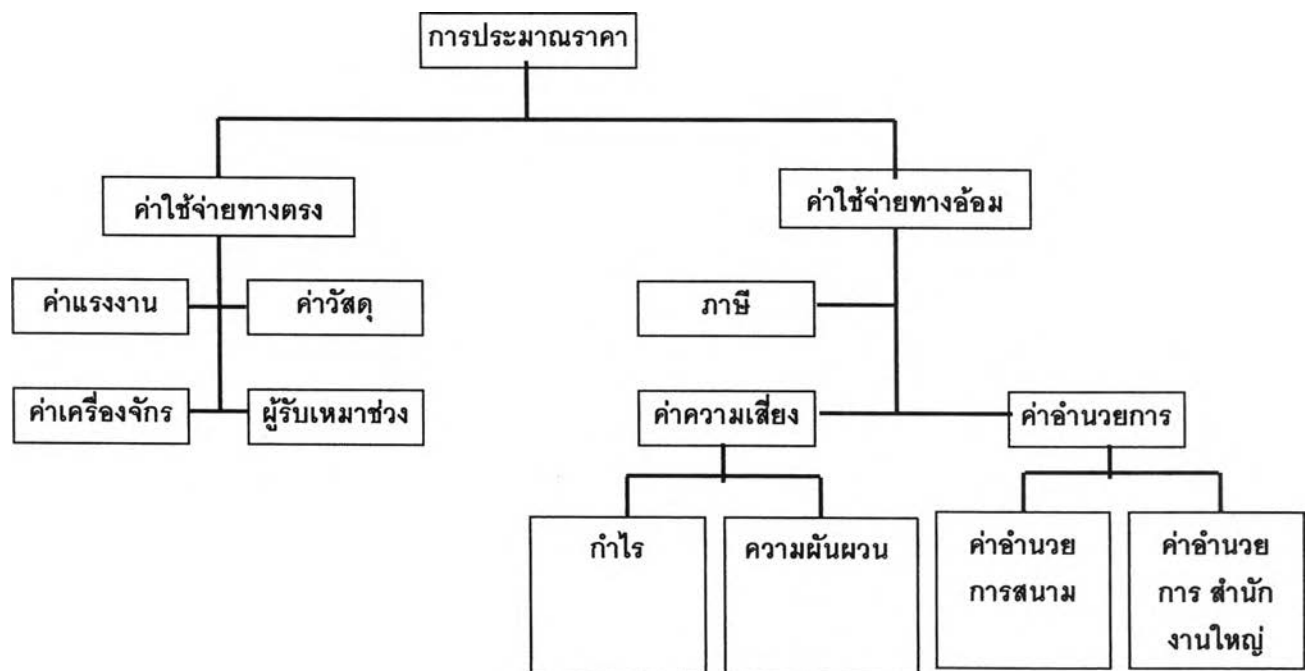 การประมาณราคา
ค่าใช้จ่ายทางตรง
ค่าใช้จ่ายทางอ้อม
ค่าแรงงาน
ค่าวัสดุ
ภาษี
ค่าเครื่องจักร
ผู้รับเหมาช่วง
ค่าความเสี่ยง
ค่าอำนวยการ
กำไร
ความผันผวน
ค่าอำนวย
การสนาม
ค่าอำนวย
การ สำนัก
งานใหญ่